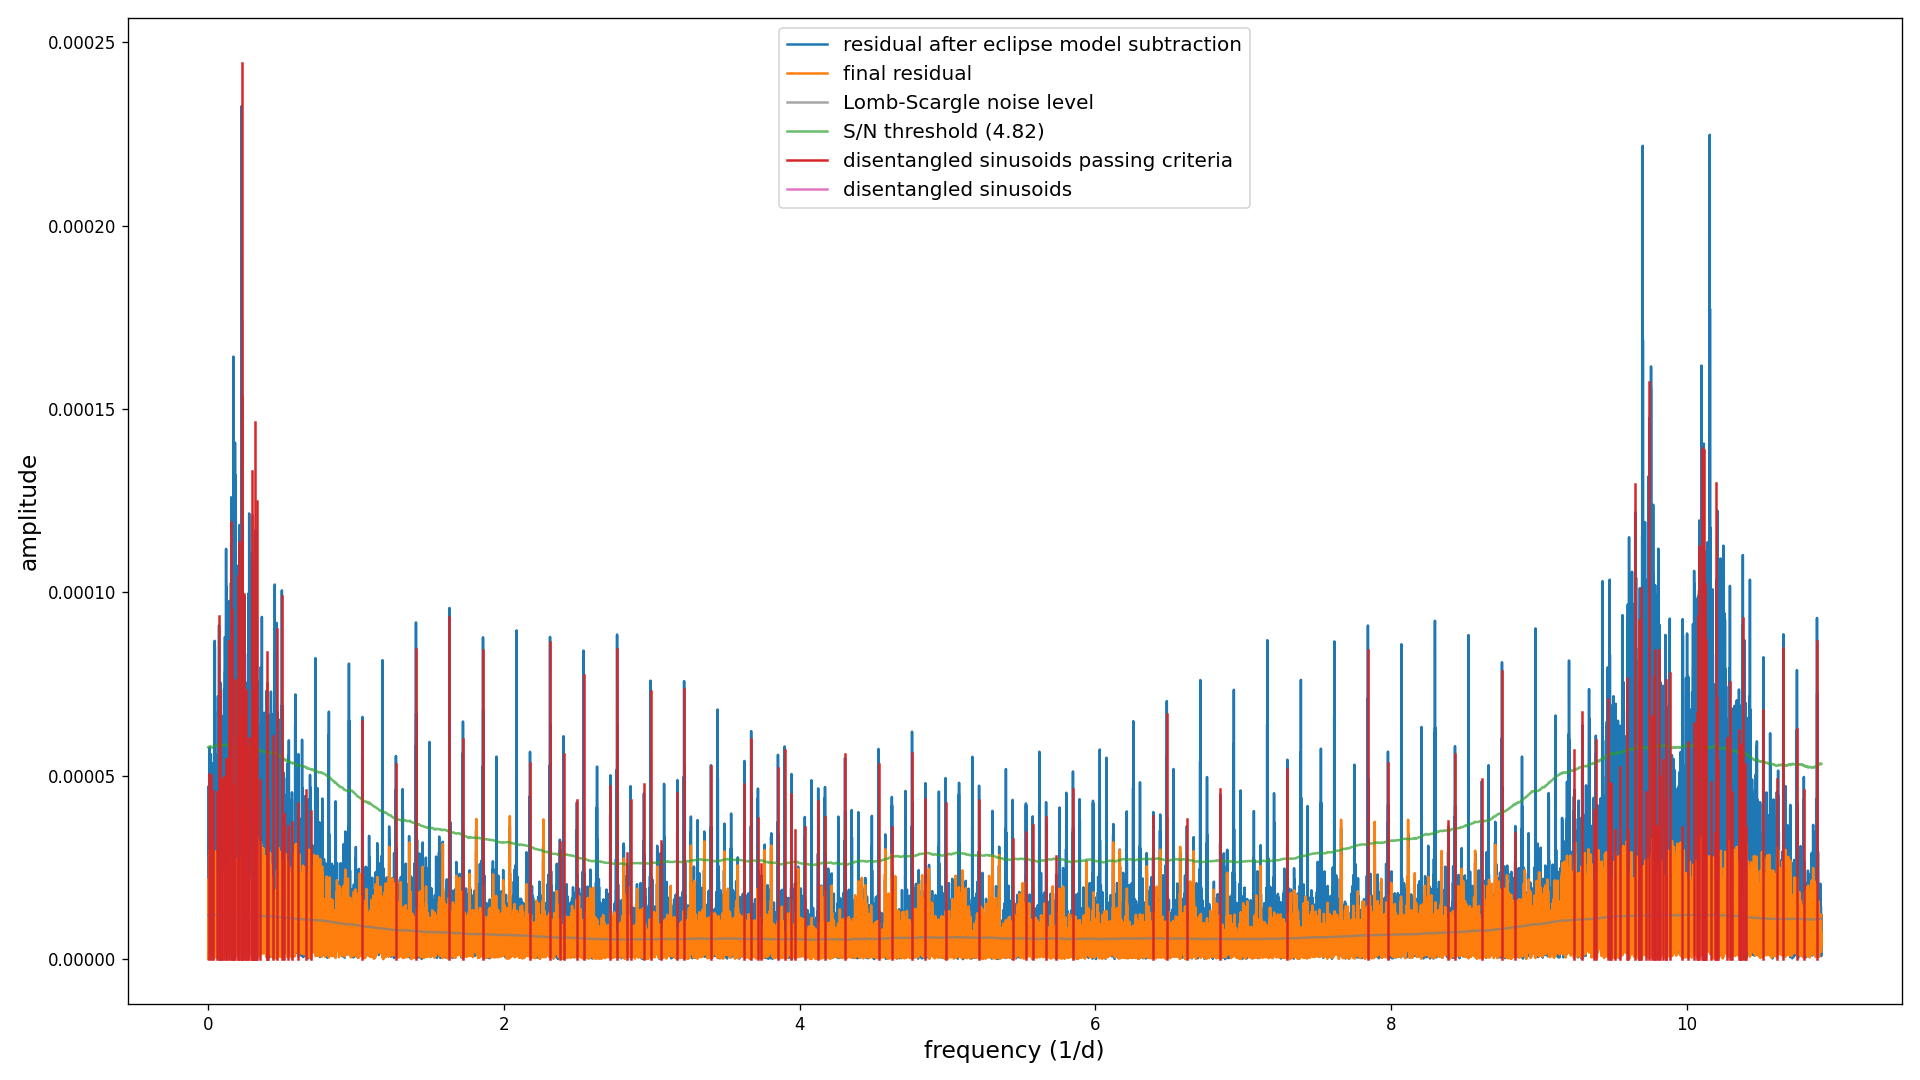 residual after eclipse model subtraction
final residual
Lomb-Scargle noise level
S/N threshold (4.82)
disentangled sinusoids passing criteria
disentangled sinusoids
amplitude
0.00025
0.00020
0.00015
0.00010
0.00005
0.00000
0 2 4 6 8 10
frequency (1/d)